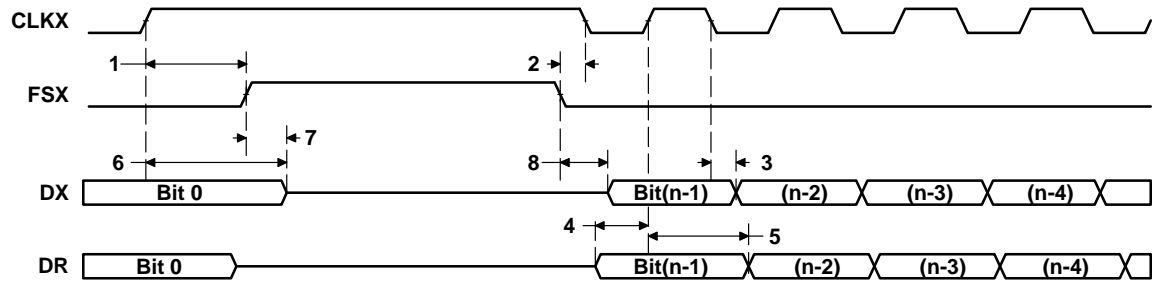 CLKX
1
2
FSX
7
6
8
3
DX
Bit 0
Bit(n-1)
(n-2)
(n-3)
(n-4)
4
5
DR
Bit 0
Bit(n-1)
(n-2)
(n-3)
(n-4)